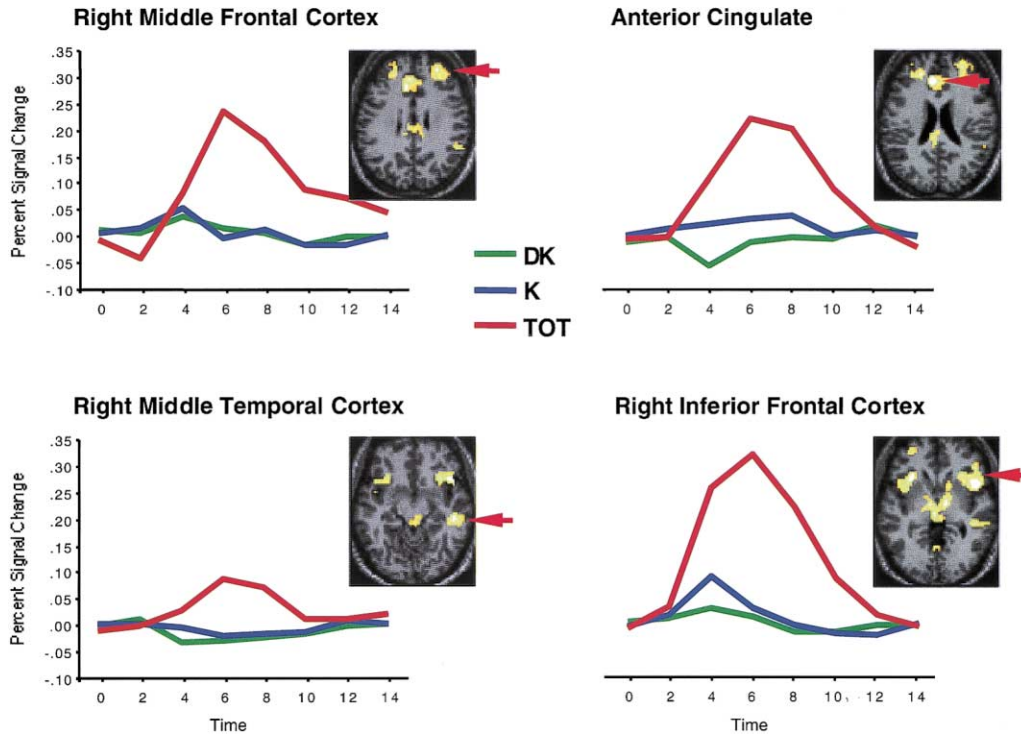 Right Middle Frontal Cortex
Anterior Cingulate
Percent Signal Change
.35
.30
.25
.20
.15
.10
.05
.00
-.05
-.10
0 2 4 6 8 10 12 14
0 2 4 6 8 10 12 14
DK
K
TOT
Right Middle Temporal Cortex
Right Inferior Frontal Cortex
Percent Signal Change
.35
.30
.25
.20
.15
.10
.05
.00
-.05
-.10
0 2 4 6 8 10 12 14
0 2 4 6 8 10 12 14
Time
Time